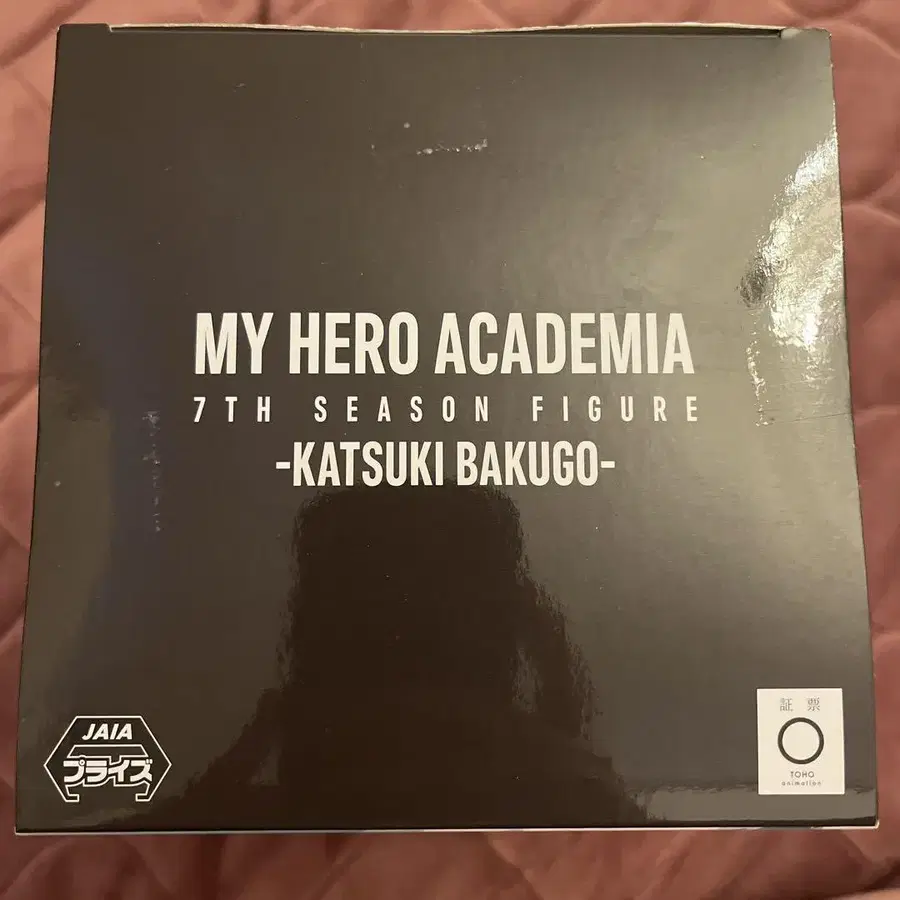 MY HERO ACADEMIA
7TH SEASON FIGURE
-KATSUKI BAKUGO-
JAIA
プライズ
証 票
TOHO
animation